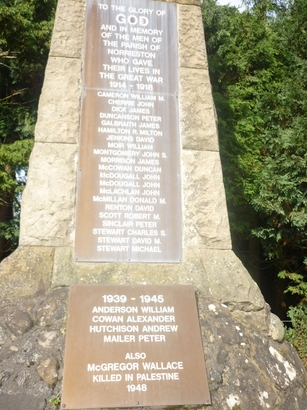 TO THE GLORY OF
GOD
AND IN MEMORY
OF THE MEN OF
THE PARISH OF
NORRIESTON
WHO GAVE
THEIR LIVES IN
THE GREAT WAR
1914 - 1918
CAMERON WILLIAM M.
CHERRIE JOHN
DICK JAMES
DUNCANSON PETER
GALBRAITH JAMES
HAMILTON R. MILTON
JENKINS DAVID
MOIR WILLIAM
MONTGOMERY JOHN S.
MORRISON JAMES
McCOWAN DUNCAN
McDOUGALL JOHN
McDOUGALL JOHN
McLACHLAN JOHN
McMILLAN DONALD M.
RENTON DAVID
SCOTT ROBERT M.
SINCLAIR PETER
STEWART CHARLES S.
STEWART DAVID M.
STEWART MICHAEL
1939 - 1945
ANDERSON WILLIAM
COWAN ALEXANDER
HUTCHISON ANDREW
MAILER PETER
ALSO
McGREGOR WALLACE
KILLED IN PALESTINE
1948